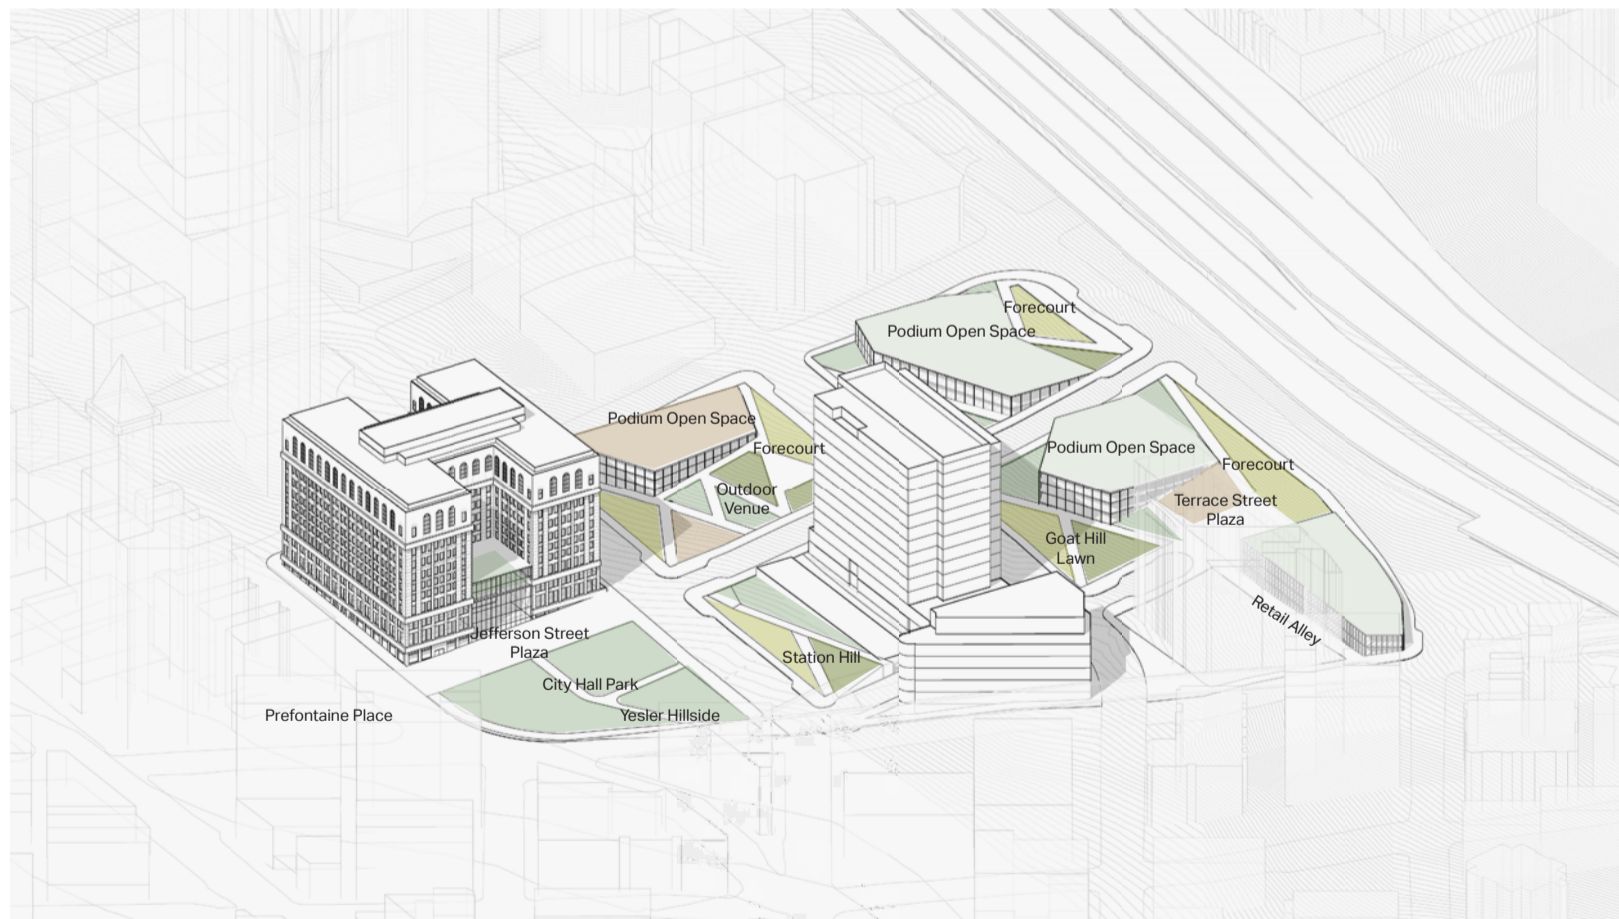 Forecourt
Podium Open Space
Podium Open Space
Forecourt
Outdoor
Venue
Podium Open Space
Forecourt
Terrace Street
Plaza
Goat Hill
Lawn
Retail Alley
Jefferson Street
Plaza
Station Hill
City Hall Park
Prefontaine Place
Yesler Hillside